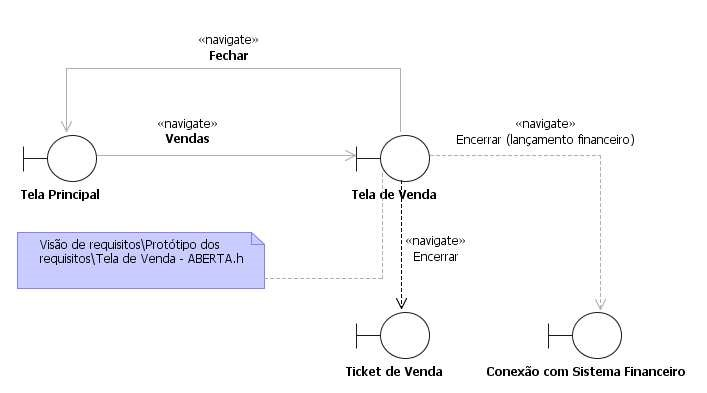 «navigate»
Fechar
«navigate»
Vendas
«navigate»
Encerrar (lançamento financeiro)
Tela Principal
Tela de Venda
Visão de requisitos\Protótipo dos
requisitos\Tela de Venda - ABERTA.h
«navigate»
Encerrar
Ticket de Venda
Conexão com Sistema Financeiro